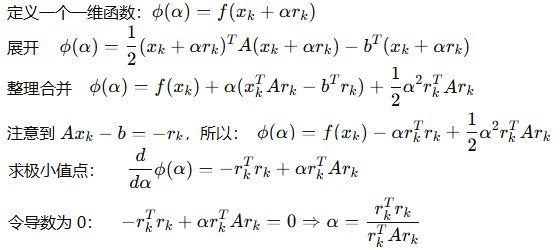 定义一个一维函数：$\phi(\alpha) = f(x_k + \alpha r_k)$
展开 $\phi(\alpha) = \frac{1}{2}(x_k + \alpha r_k)^T A(x_k + \alpha r_k) - b^T(x_k + \alpha r_k)$
整理合并 $\phi(\alpha) = f(x_k) + \alpha(x_k^T A r_k - b^T r_k) + \frac{1}{2}\alpha^2 r_k^T A r_k$
注意到 $Ax_k - b = -r_k$，所以： $\phi(\alpha) = f(x_k) - \alpha r_k^T r_k + \frac{1}{2}\alpha^2 r_k^T A r_k$
求极小值点： $\frac{d}{d\alpha}\phi(\alpha) = -r_k^T r_k + \alpha r_k^T A r_k$
令导数为 0： $-r_k^T r_k + \alpha r_k^T A r_k = 0 \Rightarrow \alpha = \frac{r_k^T r_k}{r_k^T A r_k}$